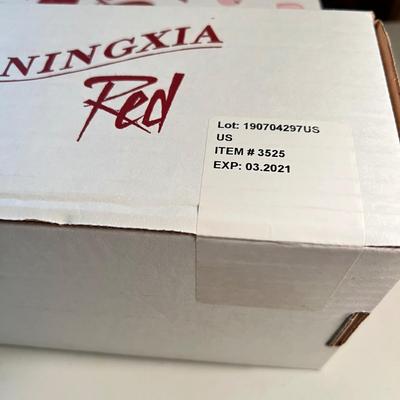 NINGXIA
Red
Lot: 190704297US
US
ITEM # 3525
EXP: 03.2021